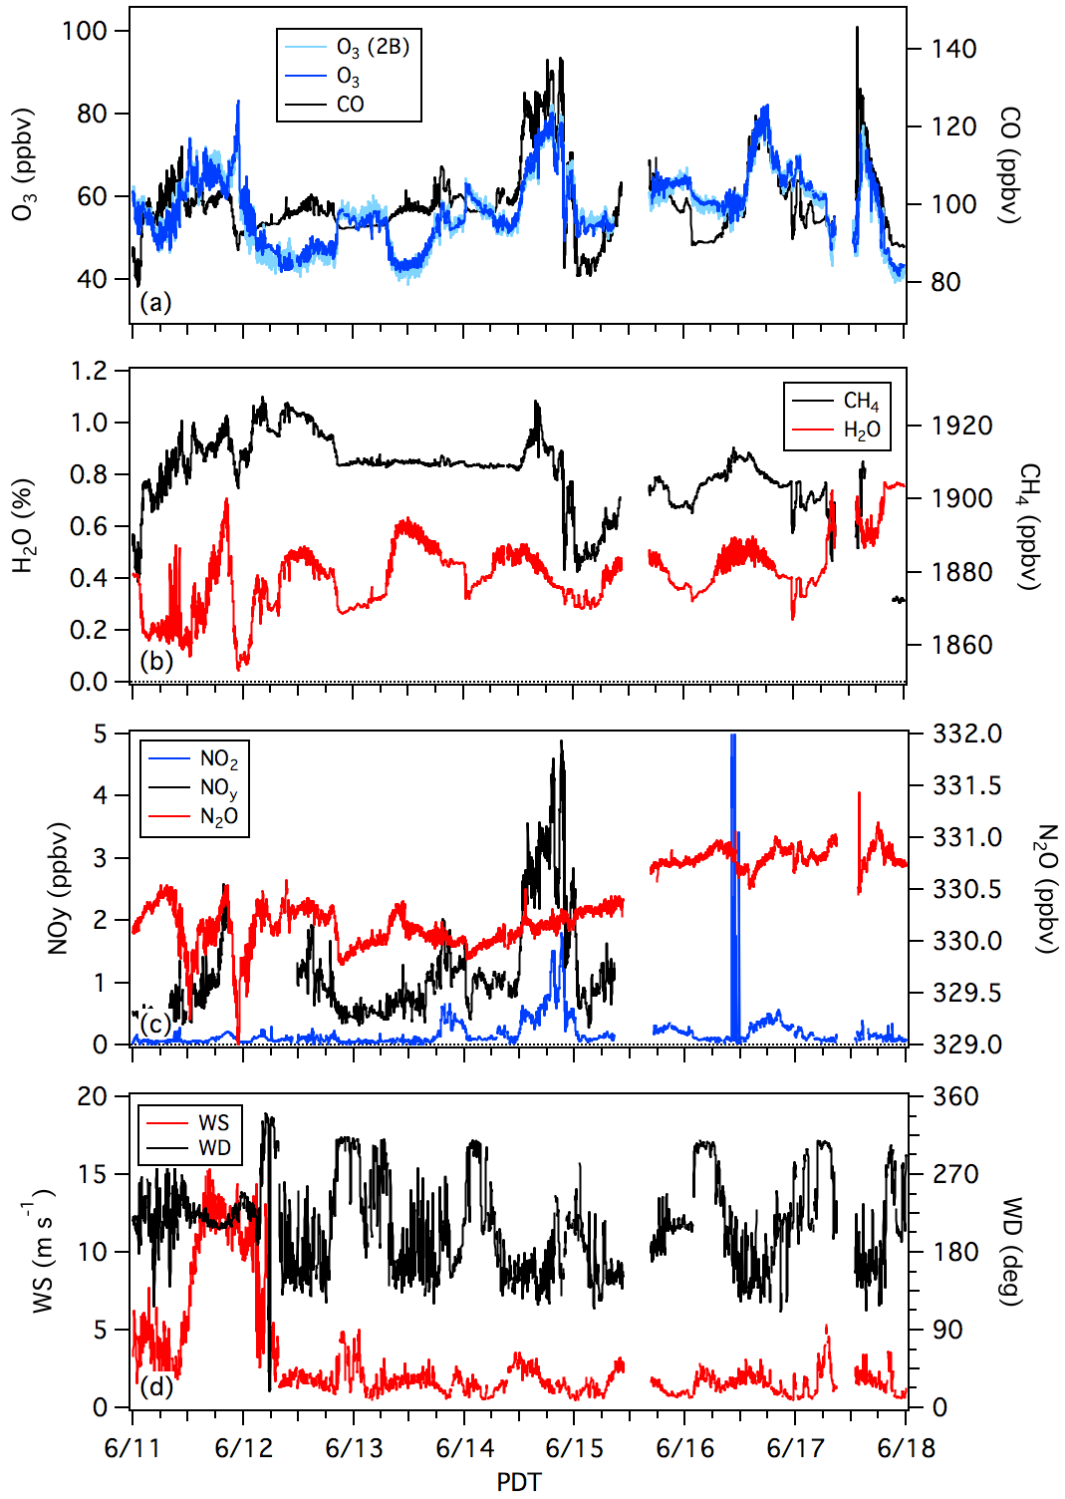 100
80
60
40
O3 (ppbv)
O3 (2B)
O3
CO
140
120
100
80
CO (ppbv)
(a)
1.2
1.0
0.8
0.6
0.4
0.2
0.0
H2O (%)
CH4
H2O
1920
1900
1880
1860
CH4 (ppbv)
(b)
5
4
3
2
1
0
NOy (ppbv)
NO2
NOy
N2O
332.0
331.5
331.0
330.5
330.0
329.5
329.0
N2O (ppbv)
(c)
20
15
10
5
0
WS (m s-1)
WS
WD
360
270
180
90
0
WD (deg)
(d)
6/11 6/12 6/13 6/14 6/15 6/16 6/17 6/18
PDT